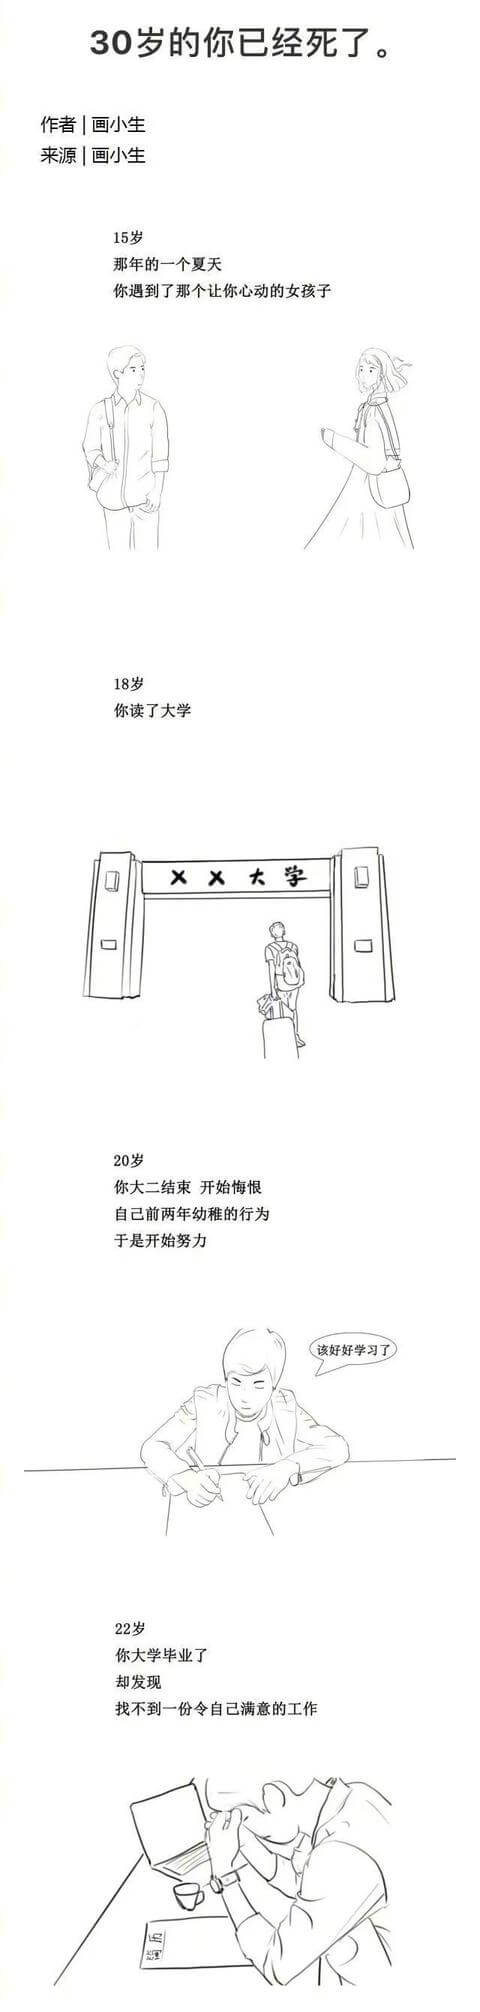 30岁的你已经死了。
作者 | 画小生
来源 | 画小生
15岁
那年的一个夏天
你遇到了那个让你心动的女孩子
18岁
你读了大学
××大学
20岁
你大二结束 开始悔恨
自己前两年幼稚的行为
于是开始努力
该好好学习了
22岁
你大学毕业了
却发现
找不到一份令自己满意的工作
简历